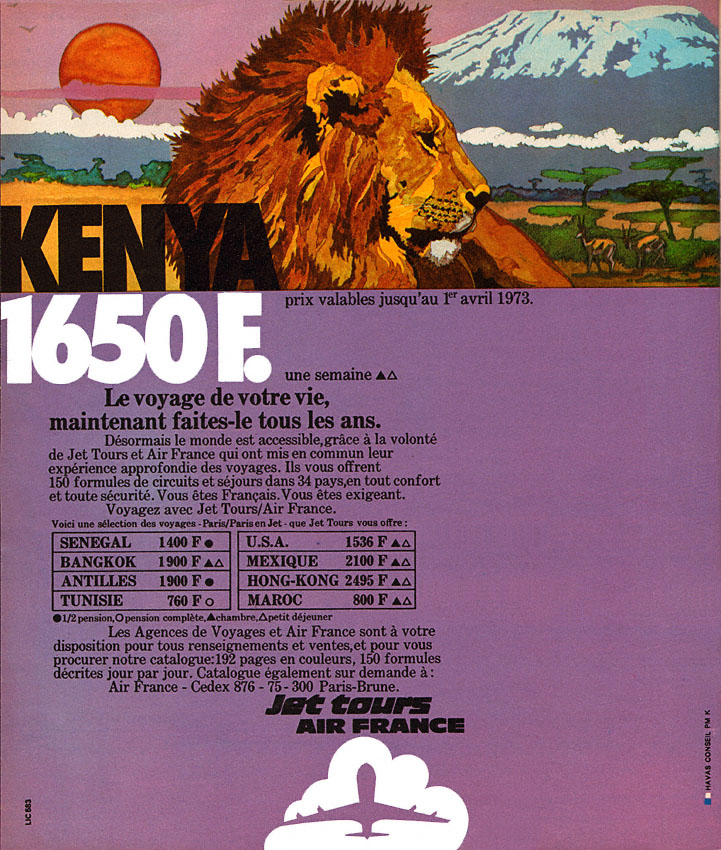 KENYA
1650 F.
prix valables jusqu'au 1er avril 1973.
une semaine ▲△
Le voyage de votre vie,
maintenant faites-le tous les ans.
Désormais le monde est accessible,grâce à la volonté
de Jet Tours et Air France qui ont mis en commun leur
expérience approfondie des voyages. Ils vous offrent
150 formules de circuits et séjours dans 34 pays,en tout confort
et toute sécurité. Vous êtes Français. Vous êtes exigeant.
Voyagez avec Jet Tours/Air France.
Voici une sélection des voyages - Paris/Paris en Jet - que Jet Tours vous offre :
SENEGAL 1400 F ●
BANGKOK 1900 F ▲△
ANTILLES 1900 F ●
TUNISIE 760 F ○
U.S.A. 1536 F ▲△
MEXIQUE 2100 F ▲△
HONG-KONG 2495 F ▲△
MAROC 800 F ▲△
●1/2 pension,○pension complète,▲chambre,△petit déjeuner
Les Agences de Voyages et Air France sont à votre
disposition pour tous renseignements et ventes,et pour vous
procurer notre catalogue:192 pages en couleurs, 150 formules
décrites jour par jour. Catalogue également sur demande à :
Air France - Cedex 876 - 75 - 300 Paris-Brune.
Jet tours
AIR FRANCE
LIC 683
HAVAS CONSEIL PM K